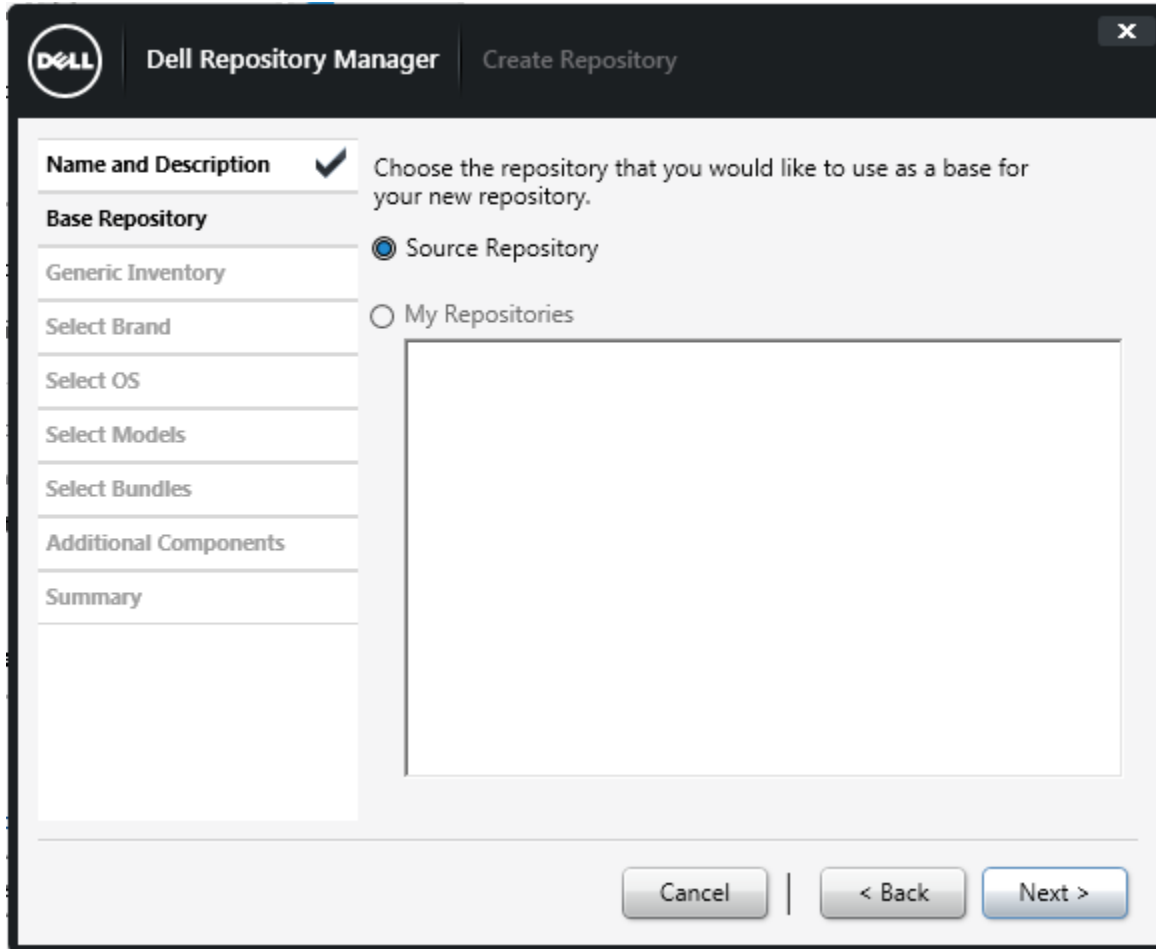 DELL
Dell Repository Manager
Create Repository
x
Name and Description
Base Repository
Generic Inventory
Select Brand
Select OS
Select Models
Select Bundles
Additional Components
Summary
Choose the repository that you would like to use as a base for
your new repository.
Source Repository
My Repositories
Cancel
< Back
Next >